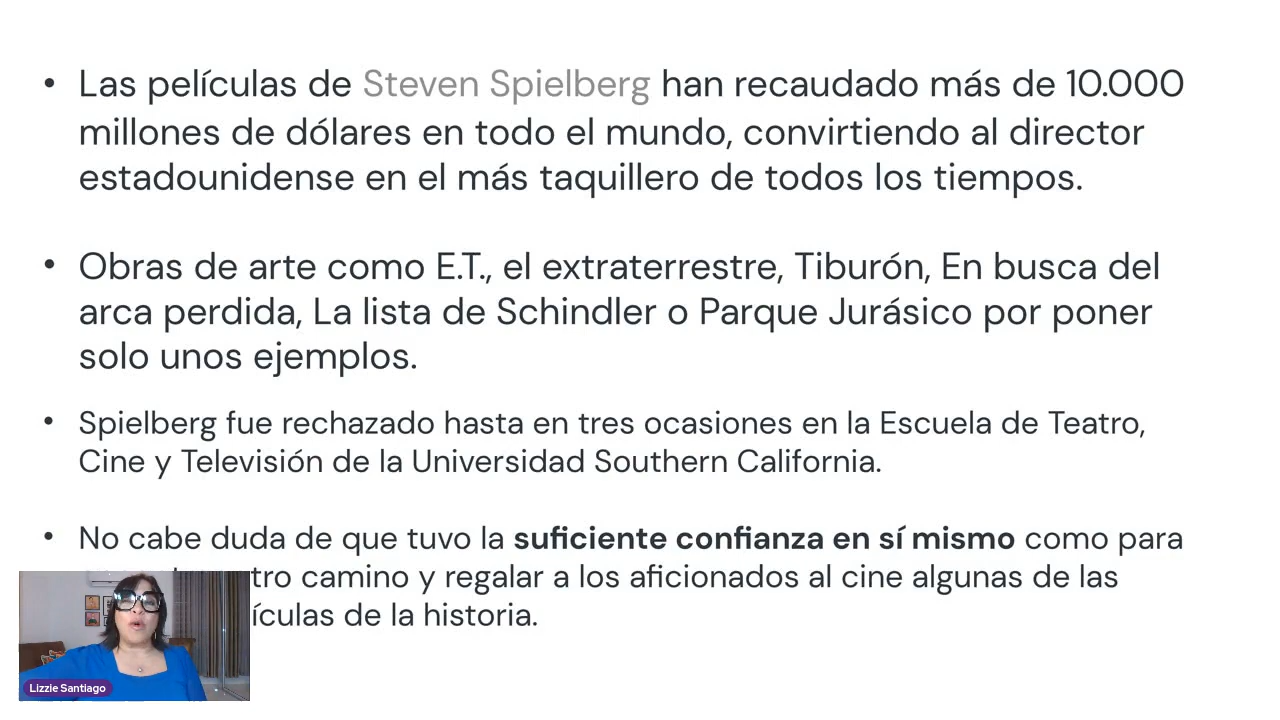 • Las películas de Steven Spielberg han recaudado más de 10.000
millones de dólares en todo el mundo, convirtiendo al director
estadounidense en el más taquillero de todos los tiempos.
• Obras de arte como E.T., el extraterrestre, Tiburón, En busca del
arca perdida, La lista de Schindler o Parque Jurásico por poner
solo unos ejemplos.
• Spielberg fue rechazado hasta en tres ocasiones en la Escuela de Teatro,
Cine y Televisión de la Universidad Southern California.
• No cabe duda de que tuvo la suficiente confianza en sí mismo como para
tro camino y regalar a los aficionados al cine algunas de las
ículas de la historia.
Lizzie Santiago